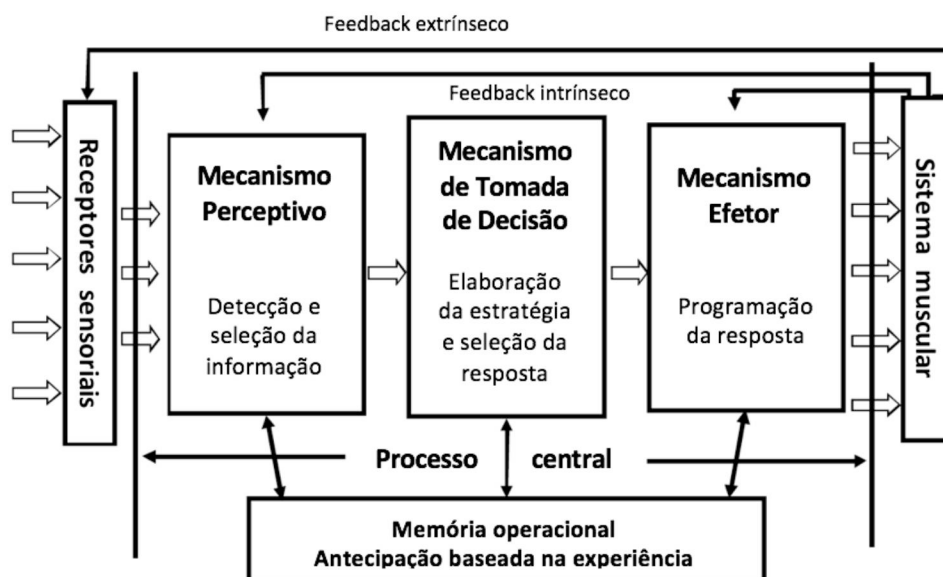 Feedback extrínseco
Feedback intrínseco
Receptores sensoriais
Mecanismo
Perceptivo
Detecção e
seleção da
informação
Mecanismo
de Tomada
de Decisão
Elaboração
da estratégia
e seleção da
resposta
Mecanismo
Efetor
Programação
da resposta
Sistema muscular
Processo central
Memória operacional
Antecipação baseada na experiência